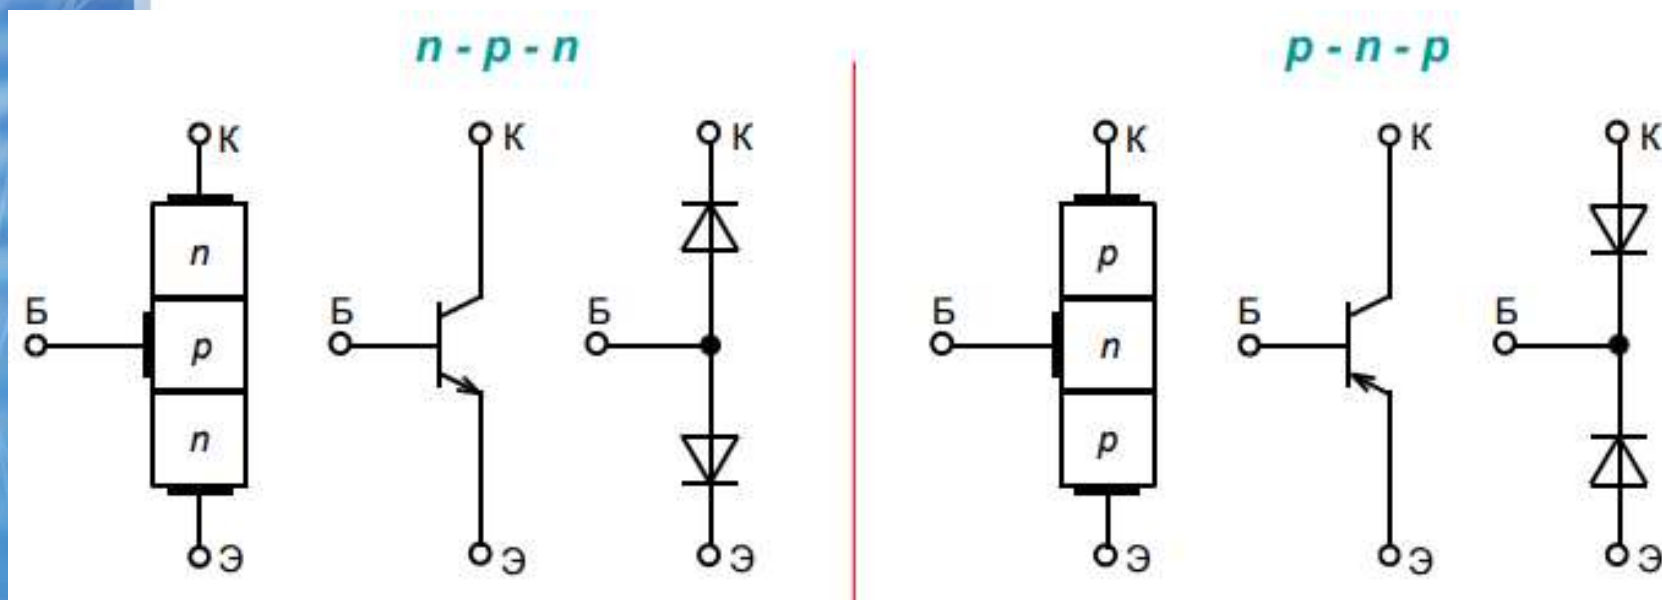 n - p - n p - n - p
К К К К К К
n p
Б Б Б Б Б Б
p n
n p
Э Э Э Э Э Э